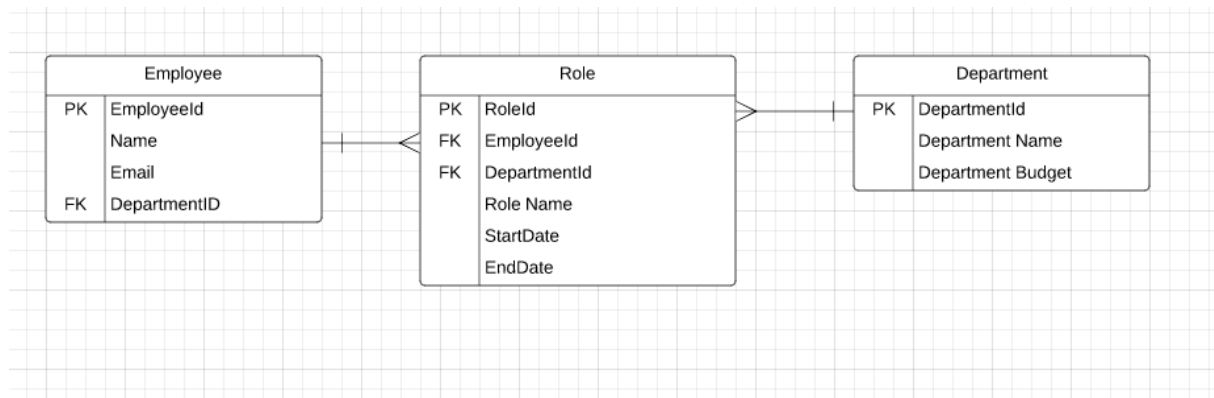 Employee
PK EmployeeId
Name
Email
FK DepartmentID
Role
PK RoleId
FK EmployeeId
FK DepartmentId
Role Name
StartDate
EndDate
Department
PK DepartmentId
Department Name
Department Budget